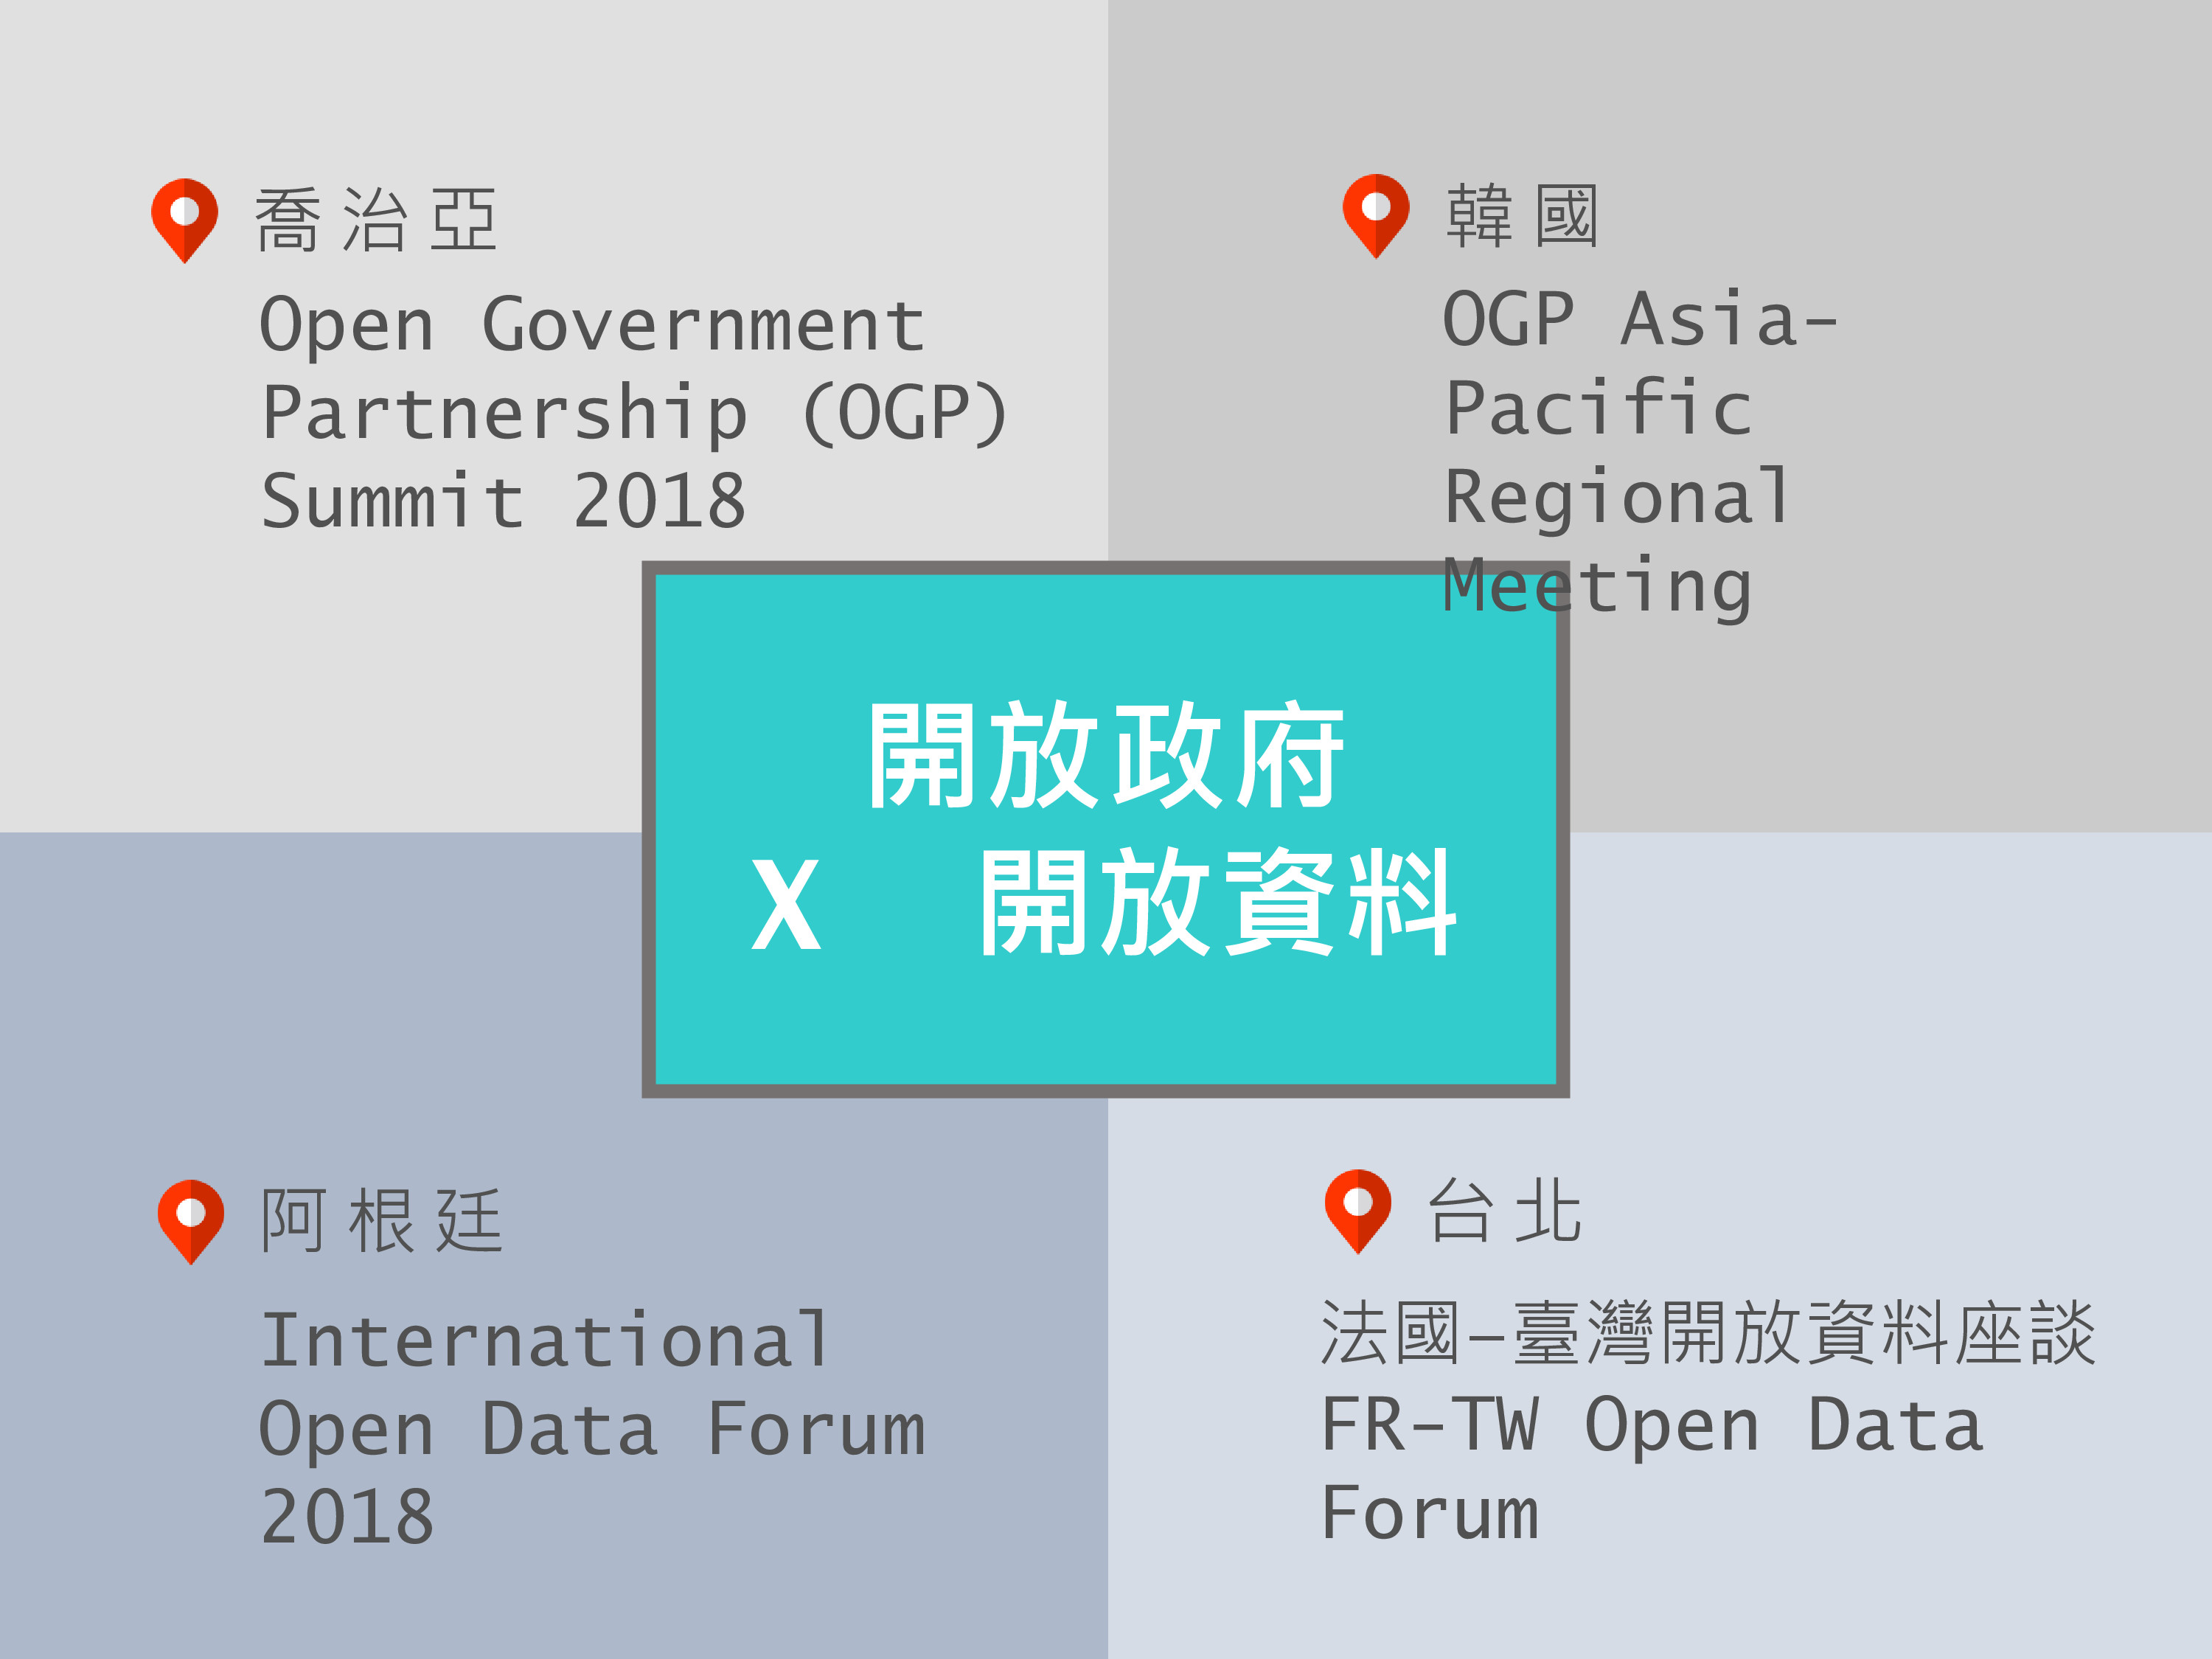 喬治亞
Open Government
Partnership (OGP)
Summit 2018
韓國
OGP Asia-
Pacific
Regional
Meeting
開放政府
X 開放資料
阿根廷
International
Open Data Forum
2018
台北
法國—臺灣開放資料座談
FR-TW Open Data
Forum